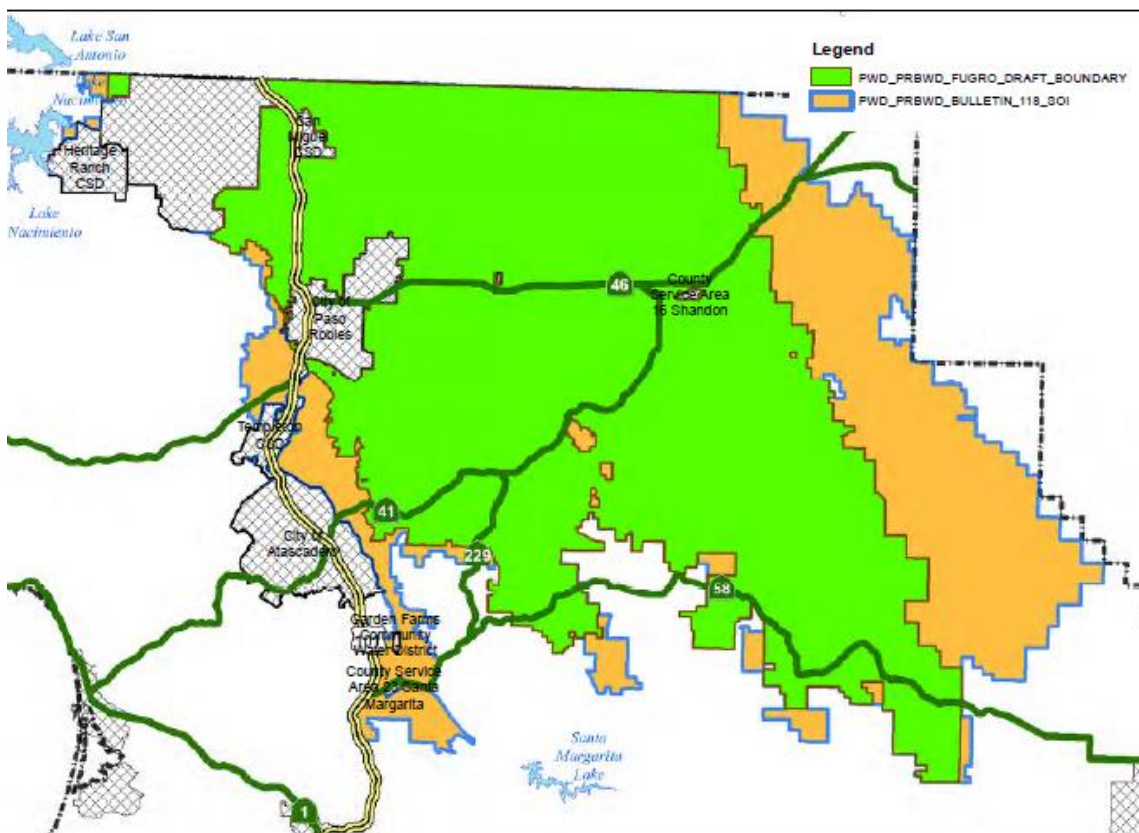 Lake San
Antonio
Legend
PWD_PRBWD_FUGRO_DRAFT_BOUNDARY
PWD_PRBWD_BULLETIN_118_SOI
Lake
Nacimiento
San
Miguel
CSD
Heritage
Ranch
CSD
Lake
Nacimiento
46
County
Service Area
16 Shandon
City of
Paso
Robles
Templeton
CSD
41
City of
Atascadero
229
58
Garden Farms
Community
Water District
County Service
Area 23 Santa
Margarita
Santa
Margarita
Lake
1